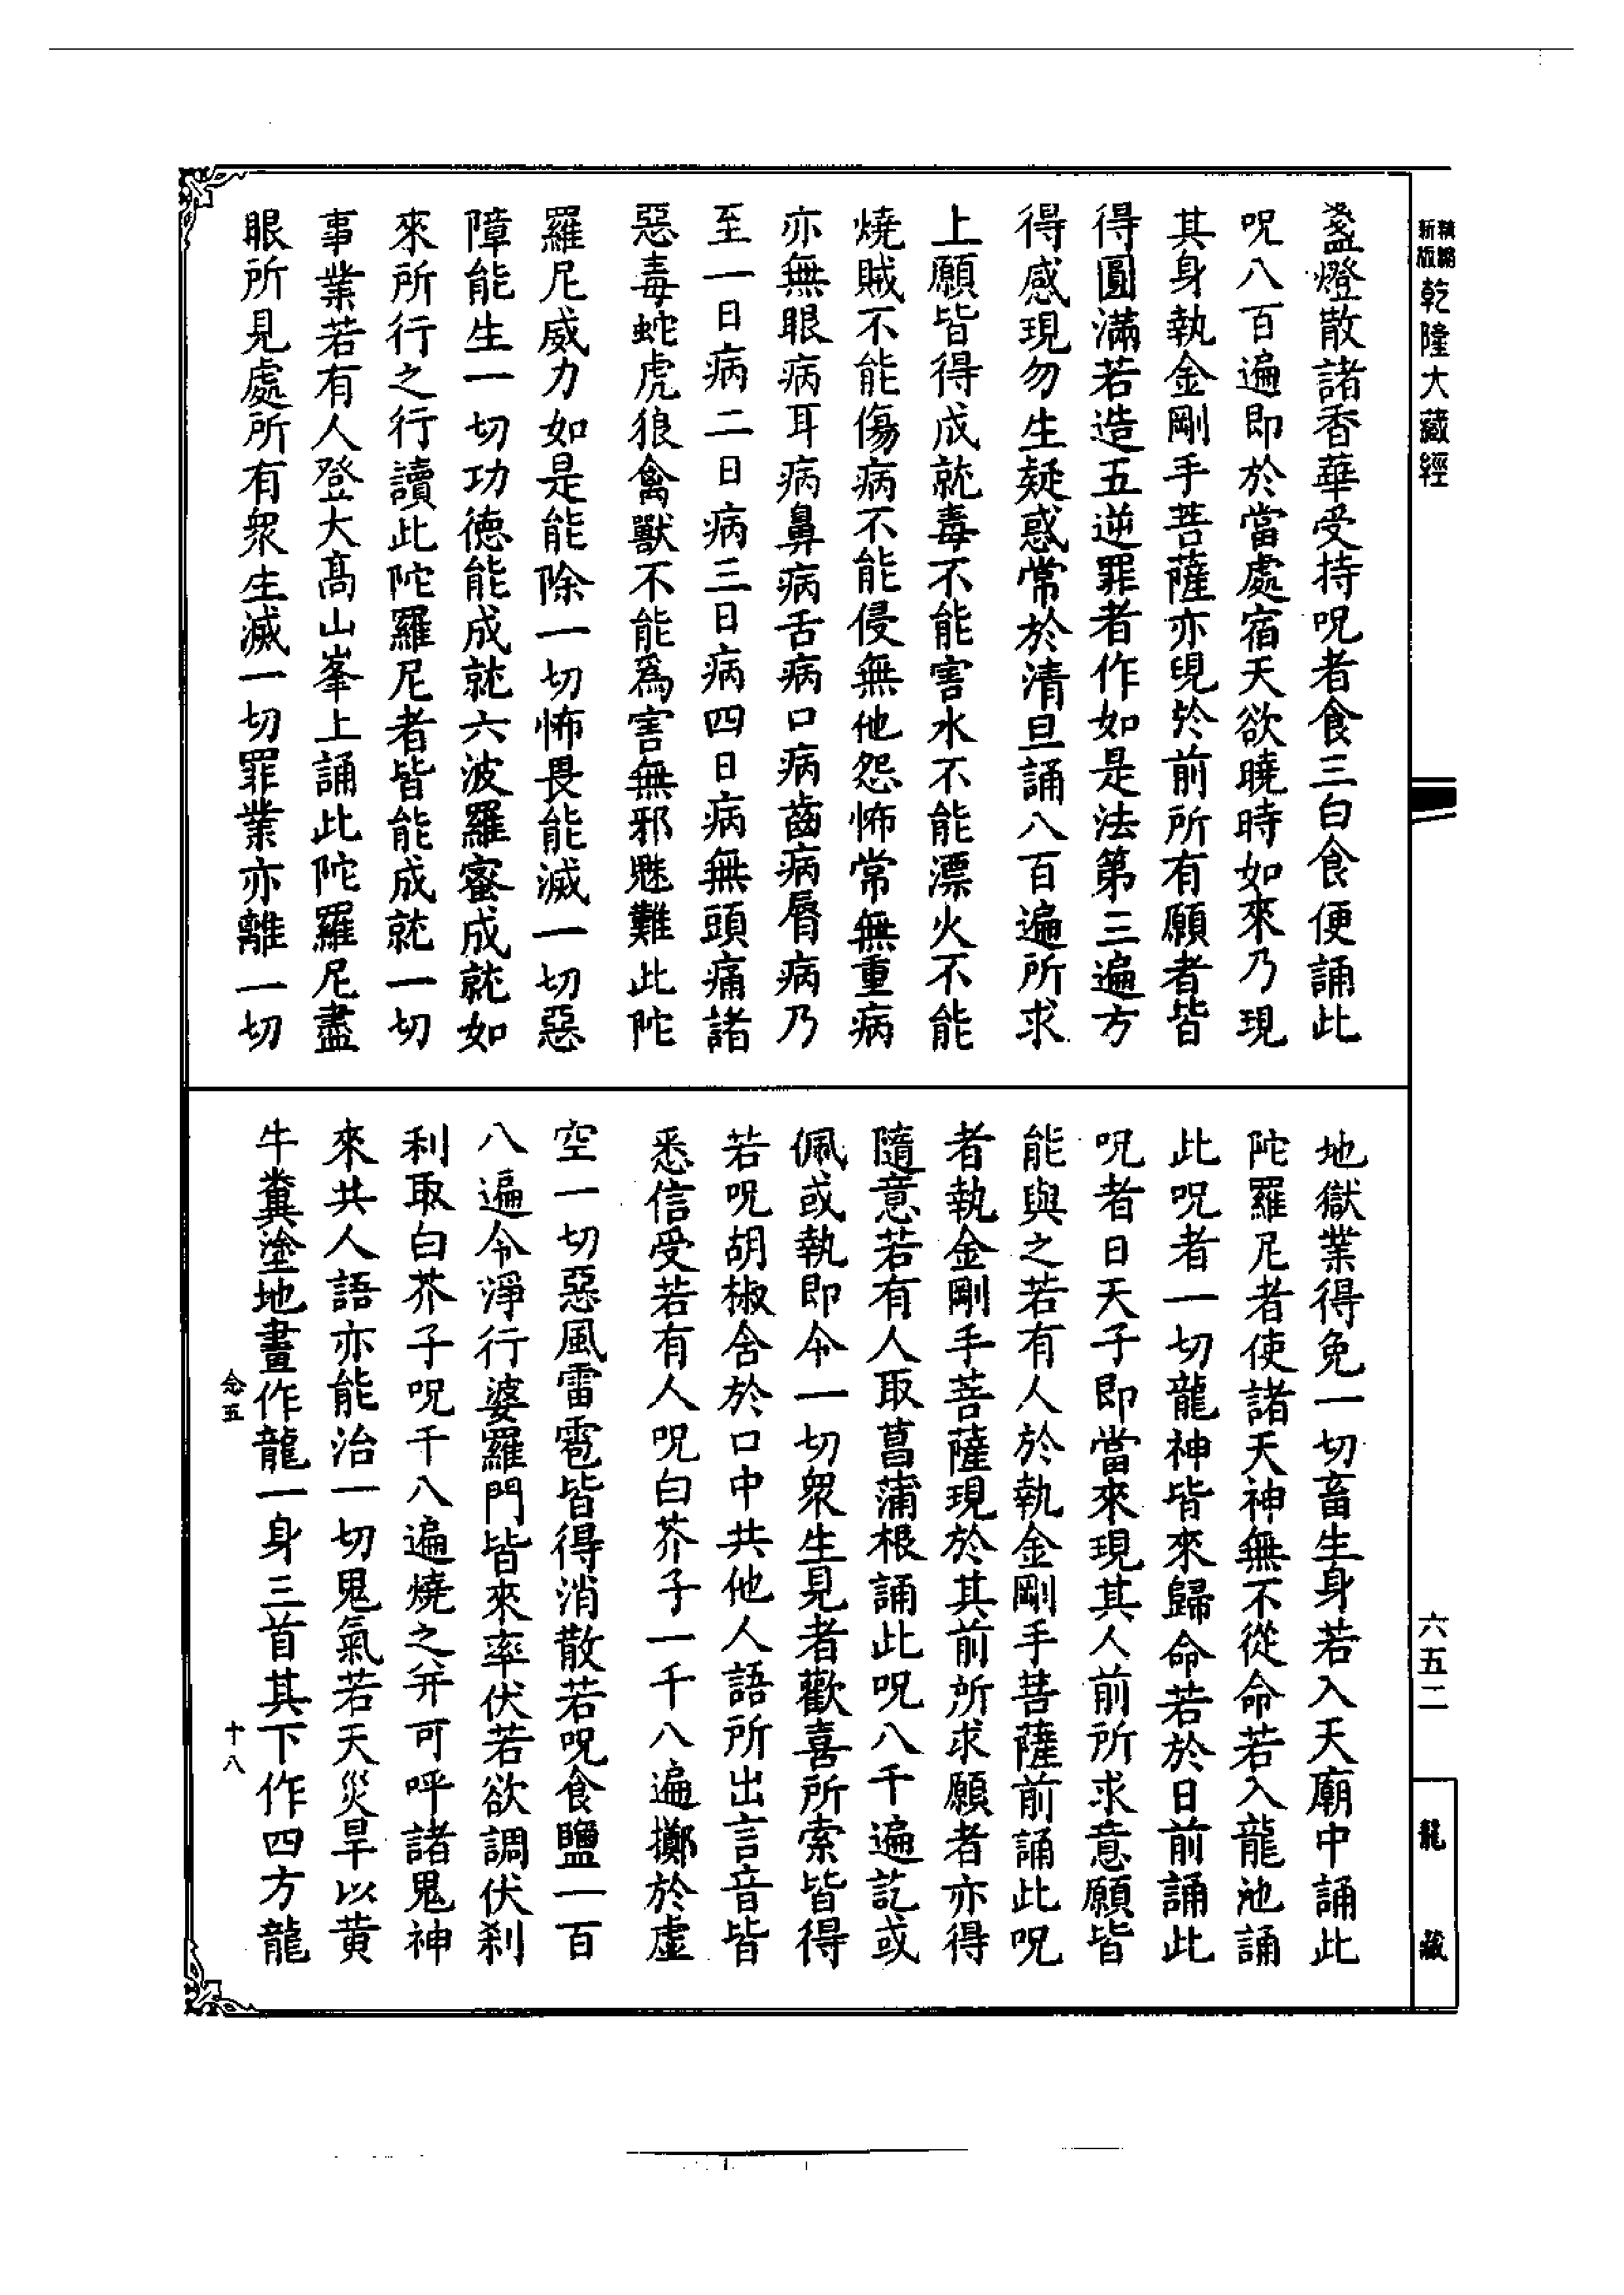 新版精縮乾隆大藏經
盞燈散諸香華受持呪者食三白食便誦此
呪八百遍即於當處宿天欲曉時如來乃現
其身執金剛手菩薩亦現於前所有願者皆
得圓滿若造五逆罪者作如是法第三遍方
得感現勿生疑惑常於清旦誦八百遍所求
上願皆得成就毒不能害水不能漂火不能
燒賊不能傷病不能侵無他怨怖常無重病
亦無眼病耳病鼻病舌病口病齒病脣病乃
至一日病二日病三日病四日病無頭痛諸
惡毒蛇虎狼禽獸不能爲害無邪魅難此陀
羅尼威力如是能除一切怖畏能滅一切惡
障能生一切功德能成就六波羅蜜成就如
來所行之行讀此陀羅尼者皆能成就一切
事業若有人登大高山峯上誦此陀羅尼盡
眼所見處所有衆生滅一切罪業亦離一切
地獄業得免一切畜生身若入天廟中誦此
陀羅尼者使諸天神無不從命若入龍池誦
此呪者一切龍神皆來歸命若於日前誦此
呪者日天子即當來現其人前所求意願皆
能與之若有人於執金剛手菩薩前誦此呪
者執金剛手菩薩現於其前所求願者亦得
隨意若有人取菖蒲根誦此呪八千遍訖或
佩或執即令一切衆生見者歡喜所索皆得
若呪胡椒含於口中共他人語所出言音皆
悉信受若有人呪白芥子一千八遍擲於虛
空一切惡風雷雹皆得消散若呪食鹽一百
八遍令淨行婆羅門皆來率伏若欲調伏刹
利取白芥子呪千八遍燒之并可呼諸鬼神
來共人語亦能治一切鬼氣若天災旱以黃
牛糞塗地畫作龍一身三首其下作四方龍
念五
十八
六五二
龍藏